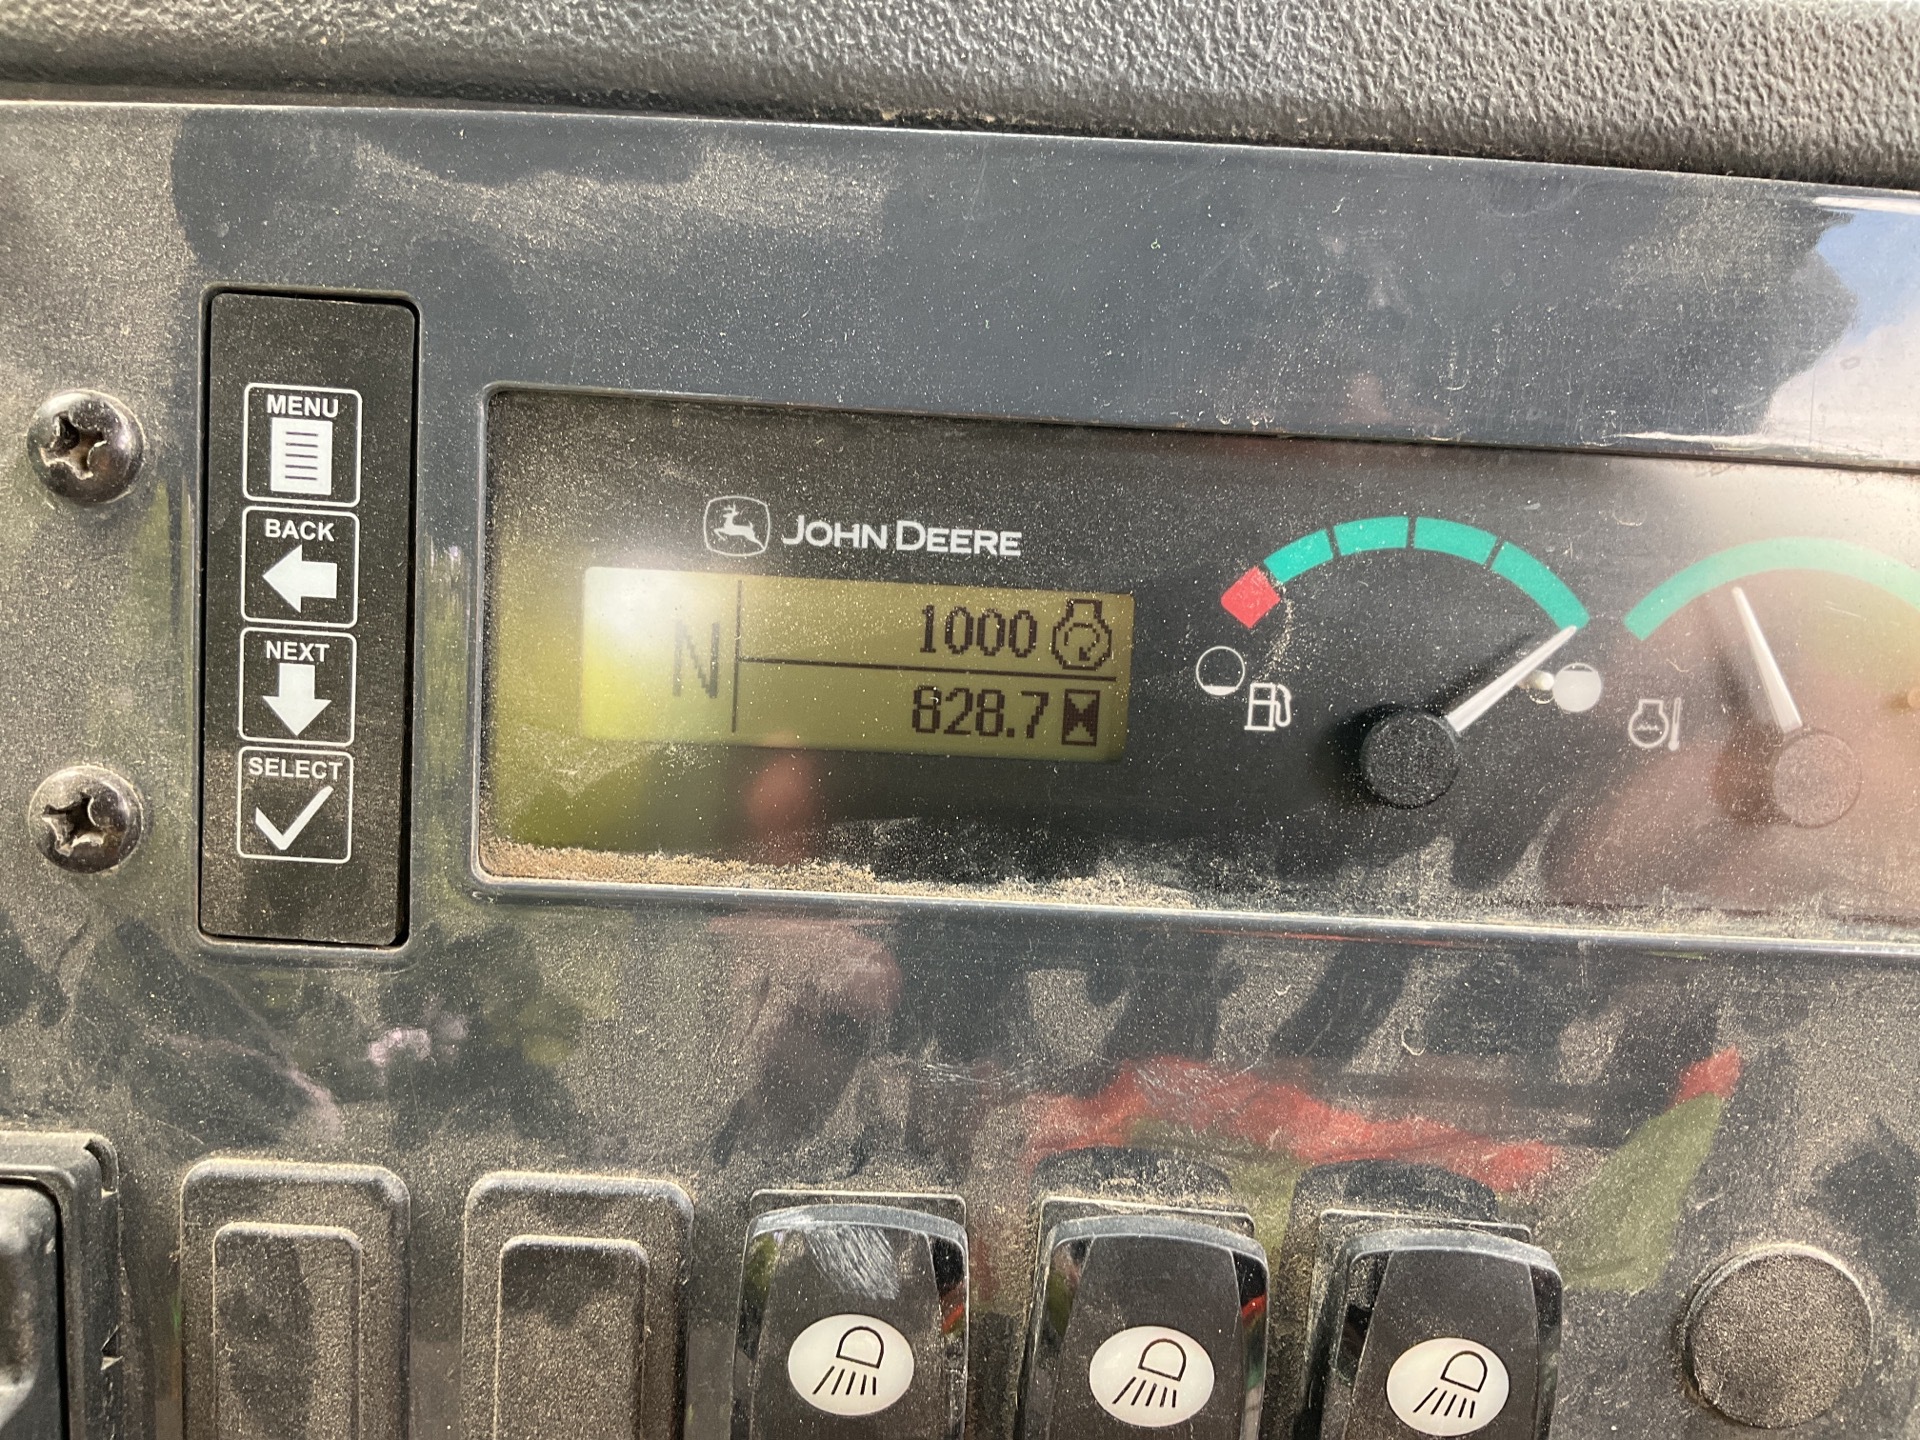 MENU
BACK
NEXT
SELECT
JOHN DEERE
N
1000
828.7